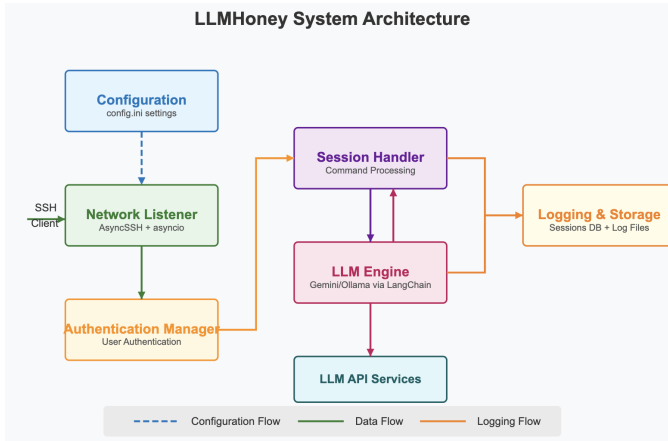 LLMHoney System Architecture
Configuration
config.ini settings
Session Handler
Command Processing
SSH
Client
Network Listener
AsyncSSH + asyncio
Logging & Storage
Sessions DB + Log Files
LLM Engine
Gemini/Ollama via LangChain
Authentication Manager
User Authentication
LLM API Services
Configuration Flow
Data Flow
Logging Flow